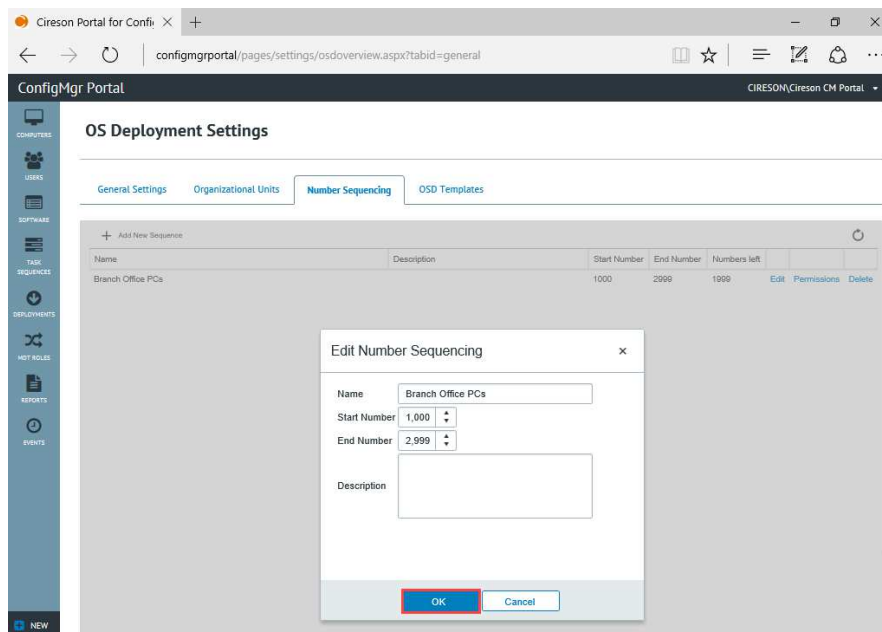 Cireson Portal for Confi
configmgrportal/pages/settings/osdoverview.aspx?tabid=general
ConfigMgr Portal
CIRESON\Cireson CM Portal
COMPUTERS
USERS
SOFTWARE
TASK
SEQUENCES
DEPLOYMENTS
MDT ROLES
REPORTS
EVENTS
NEW
OS Deployment Settings
General Settings Organizational Units Number Sequencing OSD Templates
+ Add New Sequence
Name Description Start Number End Number Numbers left
Branch Office PCs 1000 2999 1999 Edit Permissions Delete
Edit Number Sequencing
Name Branch Office PCs
Start Number 1,000
End Number 2,999
Description
OK Cancel